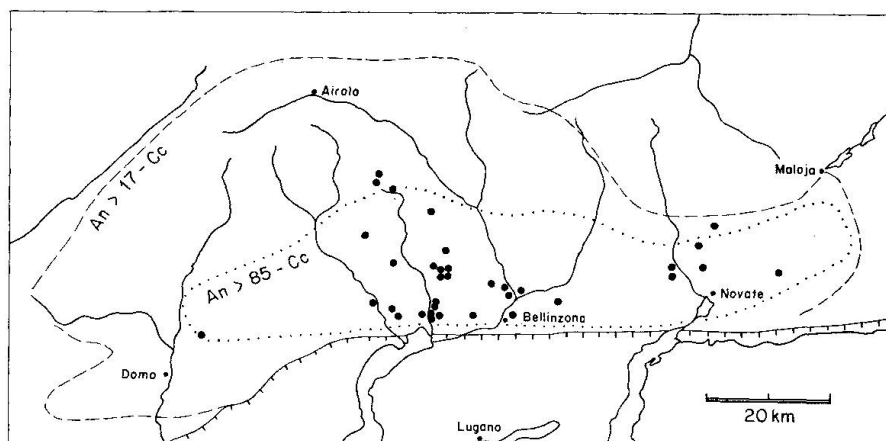 Airolo
An > 17 - Cc
Maloja
An > 85 - Cc
Novate
Bellinzona
Domo
20 km
Lugano